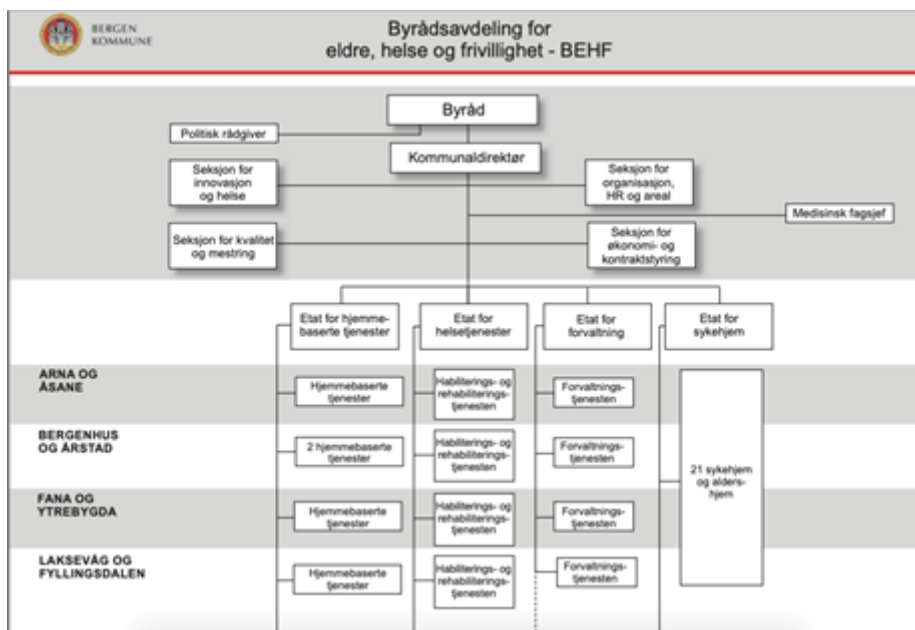 BERGEN
KOMMUNE
Byrådsavdeling for
eldre, helse og frivillighet - BEHF
Byråd
Politisk rådgiver
Kommunaldirektør
Seksjon for
innovasjon
og helse
Seksjon for
organisasjon,
HR og areal
Medisinsk fagsjef
Seksjon for kvalitet
og mestring
Seksjon for
økonomi- og
kontraktstyring
Etat for hjemme-
baserte tjenester
Etat for
helsetjenester
Etat for
forvaltning
Etat for
sykehjem
ARNA OG
ÅSANE
Hjemmebaserte
tjenester
Habiliterings- og
rehabiliterings-
tjenesten
Forvaltnings-
tjenesten
BERGENHUS
OG ÅRSTAD
2 hjemmebaserte
tjenester
Habiliterings- og
rehabiliterings-
tjenesten
Forvaltnings-
tjenesten
21 sykehjem
og alders-
hjem
FANA OG
YTREBYGDA
Hjemmebaserte
tjenester
Habiliterings- og
rehabiliterings-
tjenesten
Forvaltnings-
tjenesten
LAKSEVÅG OG
FYLLINGSDALEN
Hjemmebaserte
tjenester
Habiliterings- og
rehabiliterings-
tjenesten
Forvaltnings-
tjenesten